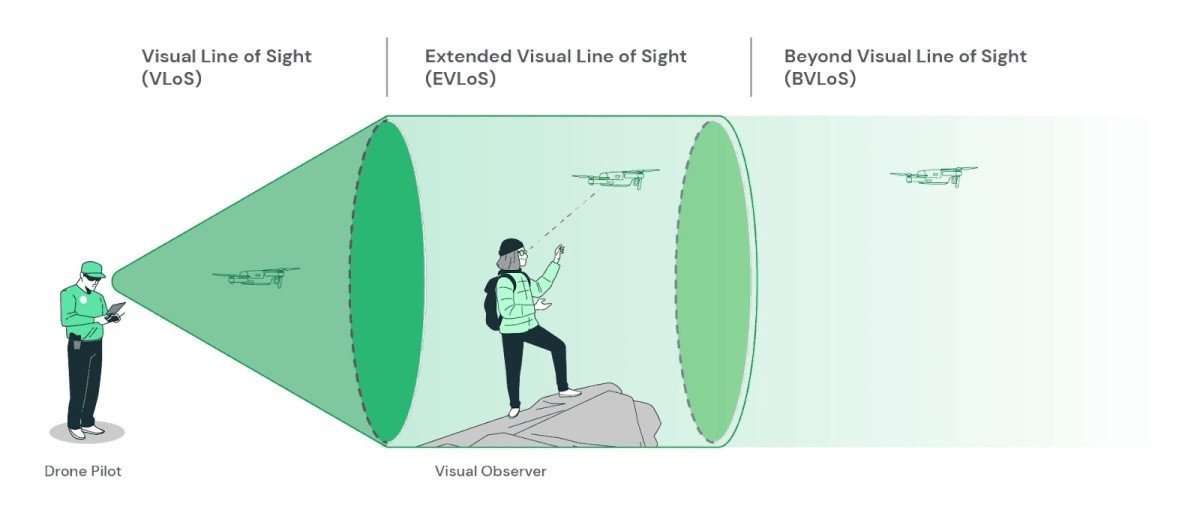 Visual Line of Sight
(VLoS)
Extended Visual Line of Sight
(EVLoS)
Beyond Visual Line of Sight
(BVLoS)
Drone Pilot
Visual Observer